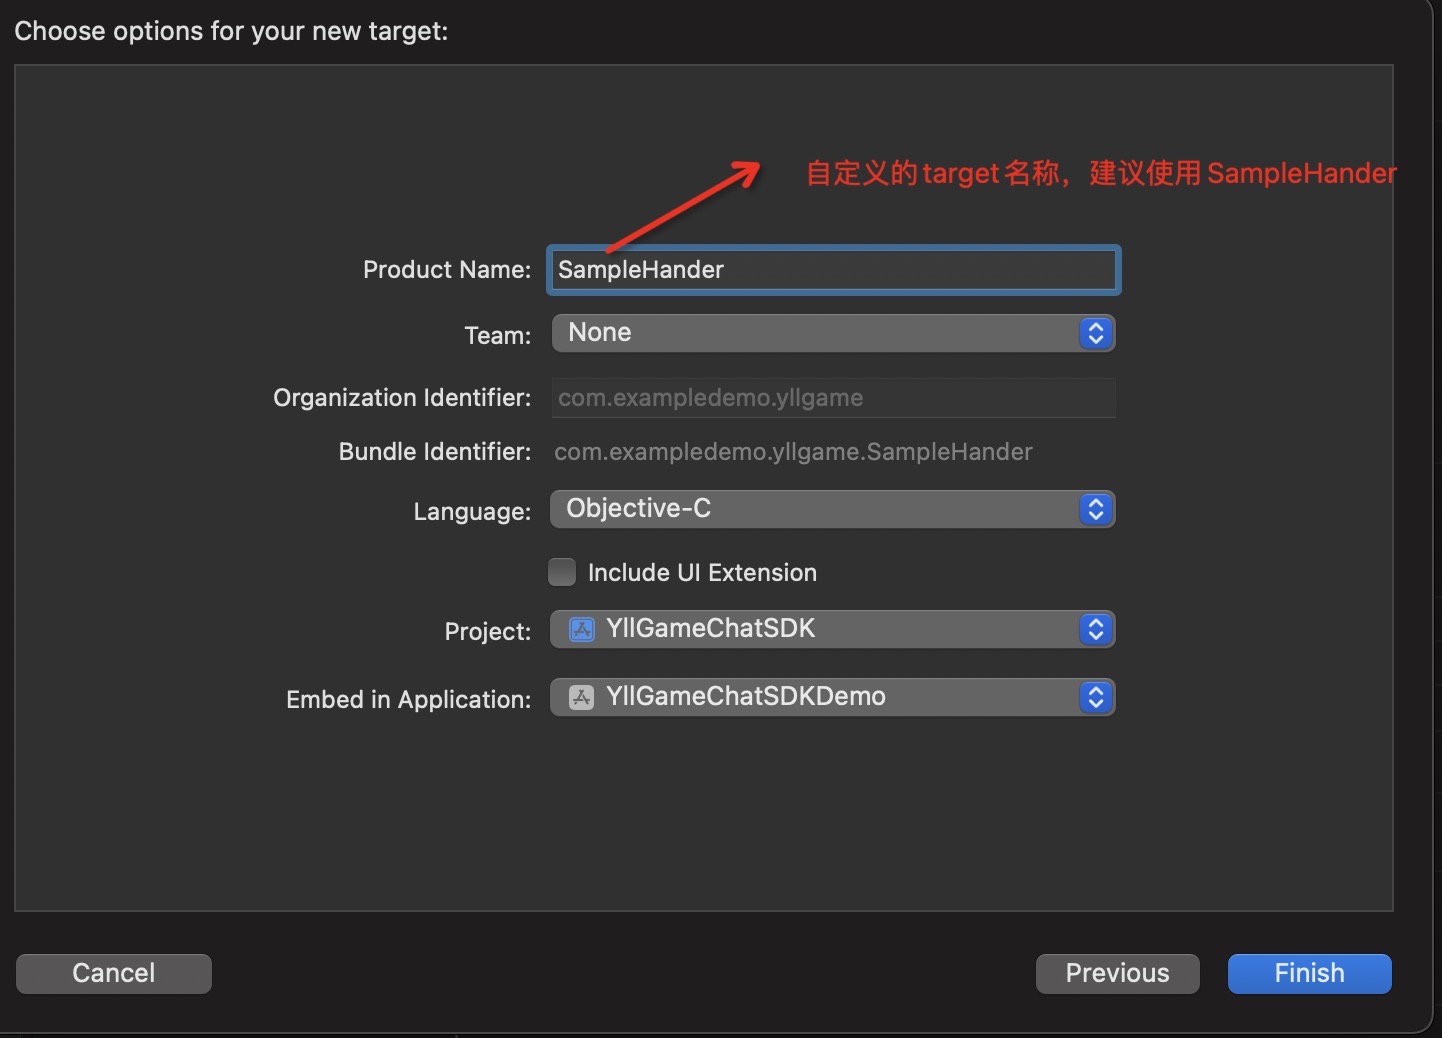 Choose options for your new target:
自定义的target名称，建议使用SampleHander
Product Name: SampleHander
Team: None
Organization Identifier: com.exampledemo.yllgame
Bundle Identifier: com.exampledemo.yllgame.SampleHander
Language: Objective-C
Include UI Extension
Project: YllGameChatSDK
Embed in Application: YllGameChatSDKDemo
Cancel Previous Finish